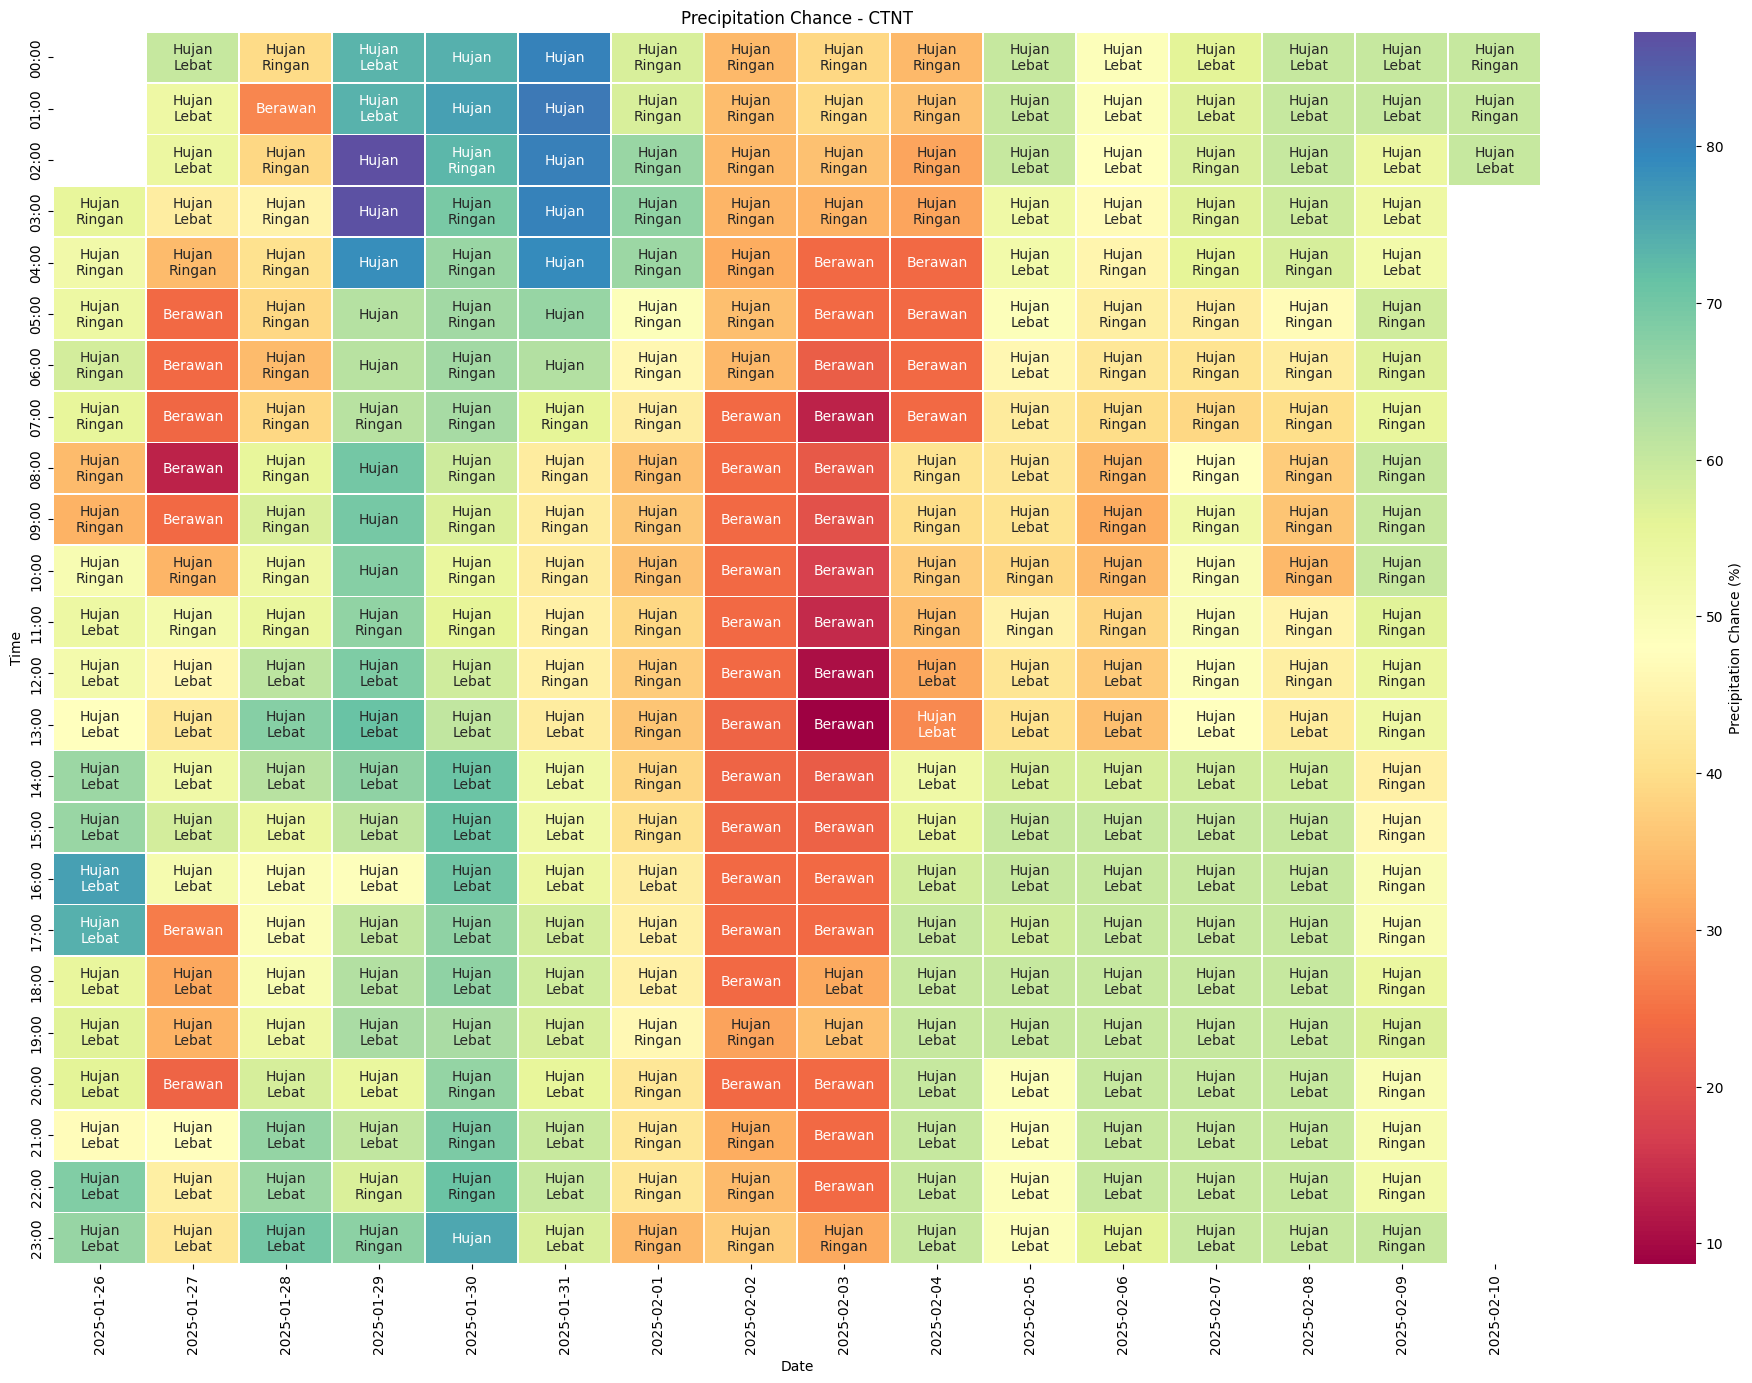 Precipitation Chance - CTNT
00:00 Hujan Lebat Hujan Ringan Hujan Lebat Hujan Hujan Hujan Ringan Hujan Ringan Hujan Ringan Hujan Ringan Hujan Lebat Hujan Lebat Hujan Lebat Hujan Lebat Hujan Lebat Hujan Ringan
01:00 Hujan Lebat Berawan Hujan Lebat Hujan Hujan Hujan Ringan Hujan Ringan Hujan Ringan Hujan Ringan Hujan Lebat Hujan Lebat Hujan Lebat Hujan Lebat Hujan Lebat Hujan Ringan
02:00 Hujan Lebat Hujan Ringan Hujan Hujan Ringan Hujan Hujan Ringan Hujan Ringan Hujan Ringan Hujan Ringan Hujan Lebat Hujan Lebat Hujan Ringan Hujan Lebat Hujan Lebat Hujan Lebat
03:00 Hujan Ringan Hujan Lebat Hujan Ringan Hujan Hujan Ringan Hujan Hujan Ringan Hujan Ringan Hujan Ringan Hujan Ringan Hujan Lebat Hujan Lebat Hujan Ringan Hujan Lebat Hujan Lebat
04:00 Hujan Ringan Hujan Ringan Hujan Ringan Hujan Hujan Ringan Hujan Hujan Ringan Hujan Ringan Berawan Berawan Hujan Lebat Hujan Ringan Hujan Ringan Hujan Ringan Hujan Lebat
05:00 Hujan Ringan Berawan Hujan Ringan Hujan Hujan Ringan Hujan Hujan Ringan Hujan Ringan Berawan Berawan Hujan Lebat Hujan Ringan Hujan Ringan Hujan Ringan Hujan Ringan
06:00 Hujan Ringan Berawan Hujan Ringan Hujan Hujan Ringan Hujan Hujan Ringan Hujan Ringan Berawan Berawan Hujan Lebat Hujan Ringan Hujan Ringan Hujan Ringan Hujan Ringan
07:00 Hujan Ringan Berawan Hujan Ringan Hujan Ringan Hujan Ringan Hujan Ringan Hujan Ringan Berawan Berawan Berawan Hujan Lebat Hujan Ringan Hujan Ringan Hujan Ringan Hujan Ringan
08:00 Hujan Ringan Berawan Hujan Ringan Hujan Hujan Ringan Hujan Ringan Hujan Ringan Berawan Berawan Hujan Ringan Hujan Lebat Hujan Ringan Hujan Ringan Hujan Ringan Hujan Ringan
09:00 Hujan Ringan Berawan Hujan Ringan Hujan Hujan Ringan Hujan Ringan Hujan Ringan Berawan Berawan Hujan Ringan Hujan Lebat Hujan Ringan Hujan Ringan Hujan Ringan Hujan Ringan
10:00 Hujan Ringan Hujan Ringan Hujan Ringan Hujan Hujan Ringan Hujan Ringan Hujan Ringan Berawan Berawan Hujan Ringan Hujan Ringan Hujan Ringan Hujan Ringan Hujan Ringan Hujan Ringan
11:00 Hujan Lebat Hujan Ringan Hujan Ringan Hujan Ringan Hujan Ringan Hujan Ringan Hujan Ringan Berawan Berawan Hujan Ringan Hujan Ringan Hujan Ringan Hujan Ringan Hujan Ringan Hujan Ringan
12:00 Hujan Lebat Hujan Lebat Hujan Lebat Hujan Lebat Hujan Lebat Hujan Ringan Hujan Ringan Berawan Berawan Hujan Lebat Hujan Lebat Hujan Lebat Hujan Ringan Hujan Ringan Hujan Ringan
13:00 Hujan Lebat Hujan Lebat Hujan Lebat Hujan Lebat Hujan Lebat Hujan Lebat Hujan Ringan Berawan Berawan Hujan Lebat Hujan Lebat Hujan Lebat Hujan Lebat Hujan Lebat Hujan Ringan
14:00 Hujan Lebat Hujan Lebat Hujan Lebat Hujan Lebat Hujan Lebat Hujan Lebat Hujan Ringan Berawan Berawan Hujan Lebat Hujan Lebat Hujan Lebat Hujan Lebat Hujan Lebat Hujan Ringan
15:00 Hujan Lebat Hujan Lebat Hujan Lebat Hujan Lebat Hujan Lebat Hujan Lebat Hujan Ringan Berawan Berawan Hujan Lebat Hujan Lebat Hujan Lebat Hujan Lebat Hujan Lebat Hujan Ringan
16:00 Hujan Lebat Hujan Lebat Hujan Lebat Hujan Lebat Hujan Lebat Hujan Lebat Hujan Lebat Berawan Berawan Hujan Lebat Hujan Lebat Hujan Lebat Hujan Lebat Hujan Lebat Hujan Ringan
17:00 Hujan Lebat Berawan Hujan Lebat Hujan Lebat Hujan Lebat Hujan Lebat Hujan Lebat Berawan Berawan Hujan Lebat Hujan Lebat Hujan Lebat Hujan Lebat Hujan Lebat Hujan Ringan
18:00 Hujan Lebat Hujan Lebat Hujan Lebat Hujan Lebat Hujan Lebat Hujan Lebat Hujan Lebat Berawan Hujan Lebat Hujan Lebat Hujan Lebat Hujan Lebat Hujan Lebat Hujan Lebat Hujan Ringan
19:00 Hujan Lebat Hujan Lebat Hujan Lebat Hujan Lebat Hujan Lebat Hujan Lebat Hujan Ringan Hujan Ringan Hujan Lebat Hujan Lebat Hujan Lebat Hujan Lebat Hujan Lebat Hujan Lebat Hujan Ringan
20:00 Hujan Lebat Berawan Hujan Lebat Hujan Lebat Hujan Ringan Hujan Lebat Hujan Ringan Berawan Berawan Hujan Lebat Hujan Lebat Hujan Lebat Hujan Lebat Hujan Lebat Hujan Ringan
21:00 Hujan Lebat Hujan Lebat Hujan Lebat Hujan Lebat Hujan Ringan Hujan Lebat Hujan Ringan Hujan Ringan Berawan Hujan Lebat Hujan Lebat Hujan Lebat Hujan Lebat Hujan Lebat Hujan Ringan
22:00 Hujan Lebat Hujan Lebat Hujan Lebat Hujan Ringan Hujan Ringan Hujan Lebat Hujan Ringan Hujan Ringan Berawan Hujan Lebat Hujan Lebat Hujan Lebat Hujan Lebat Hujan Lebat Hujan Ringan
23:00 Hujan Lebat Hujan Lebat Hujan Lebat Hujan Ringan Hujan Hujan Lebat Hujan Ringan Hujan Ringan Hujan Ringan Hujan Lebat Hujan Lebat Hujan Lebat Hujan Lebat Hujan Lebat Hujan Ringan
Time
2025-01-26 2025-01-27 2025-01-28 2025-01-29 2025-01-30 2025-01-31 2025-02-01 2025-02-02 2025-02-03 2025-02-04 2025-02-05 2025-02-06 2025-02-07 2025-02-08 2025-02-09 2025-02-10
Date
80
70
60
50
40
30
20
10
Precipitation Chance (%)